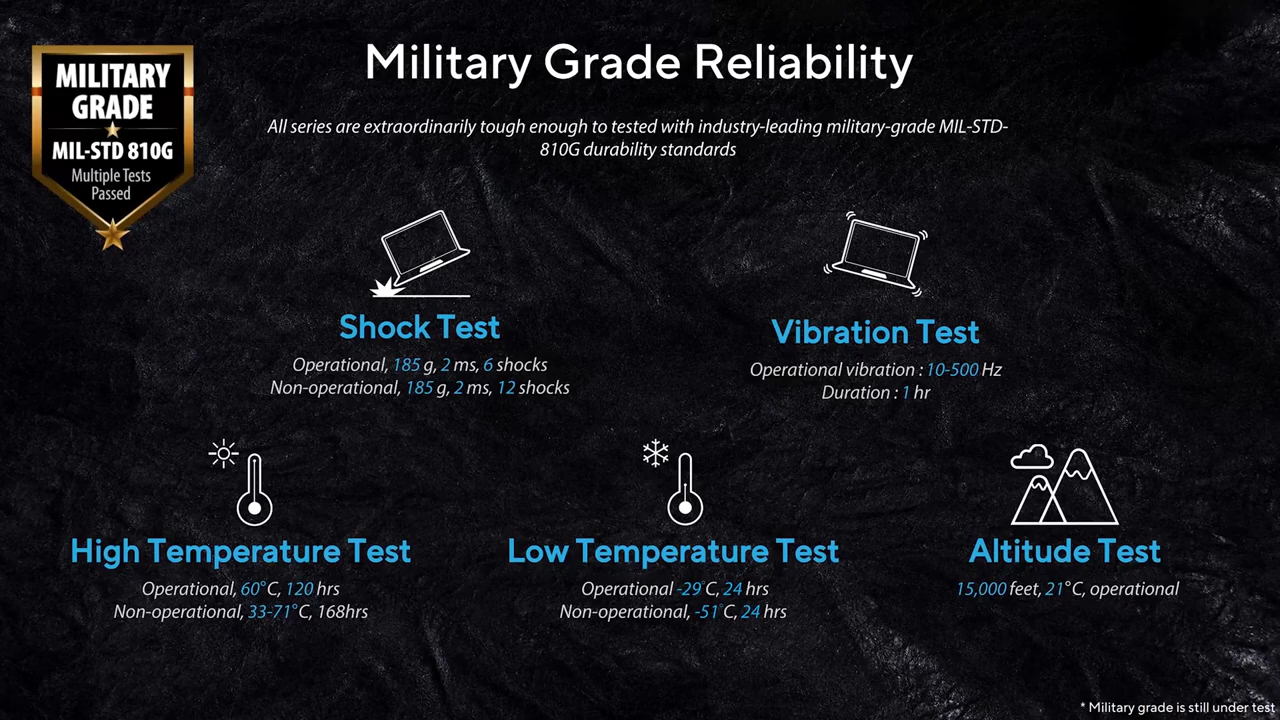 MILITARY
GRADE
MIL-STD 810G
Multiple Tests
Passed
Military Grade Reliability
All series are extraordinarily tough enough to tested with industry-leading military-grade MIL-STD-
810G durability standards
Shock Test
Operational, 185 g, 2 ms, 6 shocks
Non-operational, 185 g, 2 ms, 12 shocks
Vibration Test
Operational vibration : 10-500 Hz
Duration : 1 hr
High Temperature Test
Operational, 60°C, 120 hrs
Non-operational, 33-71°C, 168hrs
Low Temperature Test
Operational -29°C, 24 hrs
Non-operational, -51°C, 24 hrs
Altitude Test
15,000 feet, 21°C, operational
* Military grade is still under test